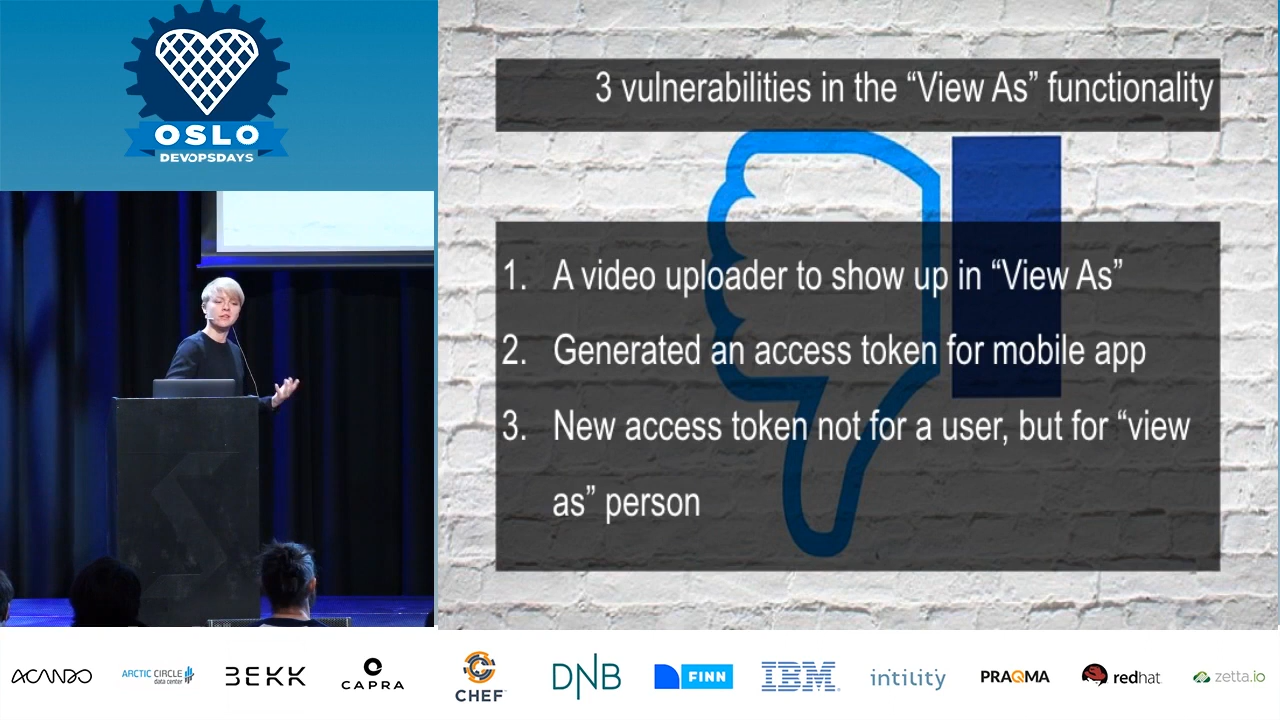 OSLO
DEVOPSDAYS
3 vulnerabilities in the “View As” functionality
1. A video uploader to show up in “View As”
2. Generated an access token for mobile app
3. New access token not for a user, but for “view
as” person
ACANDO
ARCTIC CIRCLE
data center
BEKK
CAPRA
CHEF
DNB
FINN
IBM
intility
PRAQMA
redhat
zetta.io